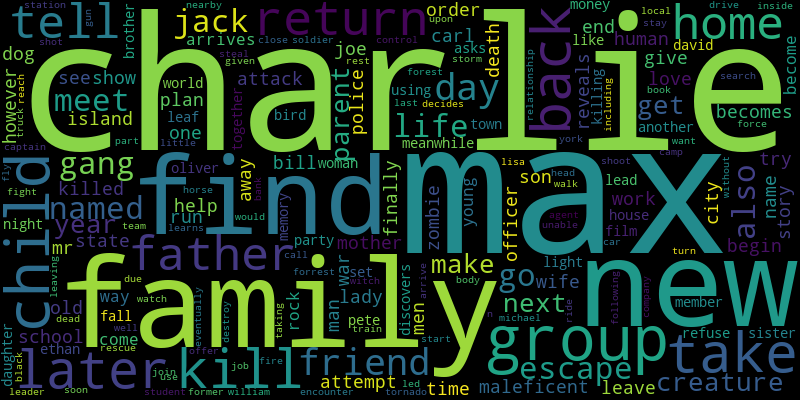 station gun nearby money drive inside
tell jack return order home
brother arrives joe carl end stay local
shot close soldier control like david
dog charlie asks death back human become
however see show steal given rest using reveals give
meet world attack storm forest killing love book search
truck reach plan police day relationship including becomes force
island leaf bird last decides get another want
part one together parent life town york camp
captain little meanwhile upon
gang oliver bill woman lisa son shoot try
child find max new family
fly killed horse away finally zombie young head walk lead work city without name
fight named help memory bank officer agent house also story
night team run learns would unable film car
year state party mother war men light turn begin
mr father call set make go wife
leaving way due watch forrest witch lady discovers arrive body next following company member
old dead fall well taking rock man pete n ride refuse sister
school come rescue eventually destroy train start michael group
daughter ethan offer fire friend escape take
black later join use job kill attempt led time maleficent leave creature
leader soon student former william encounter tornado